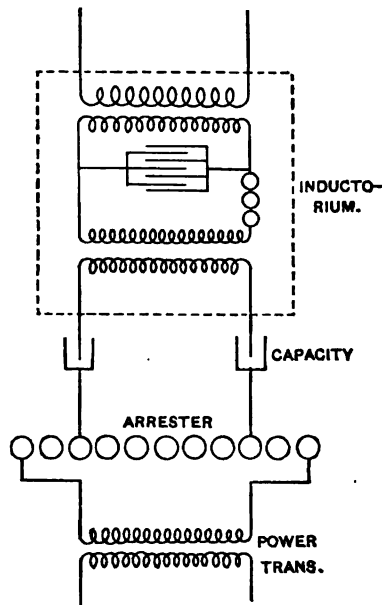 INDUCTO-
RIUM.
CAPACITY
ARRESTER
POWER
TRANS.